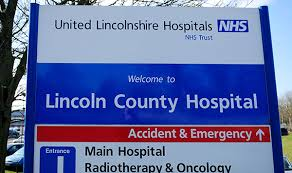 United Lincolnshire Hospitals NHS
NHS Trust
Welcome to
Lincoln County Hospital
Accident & Emergency
Entrance
Main Hospital
Radiotherapy & Oncology